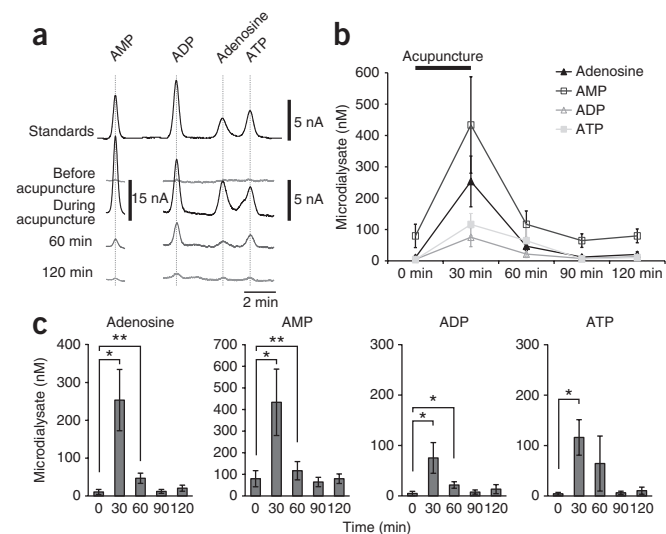 a
AMP
ADP
Adenosine
ATP
Standards
5 nA
Before
acupuncture
During
acupuncture
15 nA
5 nA
60 min
120 min
2 min
b
Acupuncture
600
500
400
300
200
100
0
Microdialysate (nM)
0 min 30 min 60 min 90 min 120 min
Adenosine
AMP
ADP
ATP
c
Adenosine
Microdialysate (nM)
400
300
200
100
0
**
*
0 30 60 90 120
AMP
700
600
500
400
300
200
100
0
**
*
0 30 60 90 120
ADP
300
200
100
0
*
*
0 30 60 90 120
ATP
300
200
100
0
*
0 30 60 90 120
Time (min)